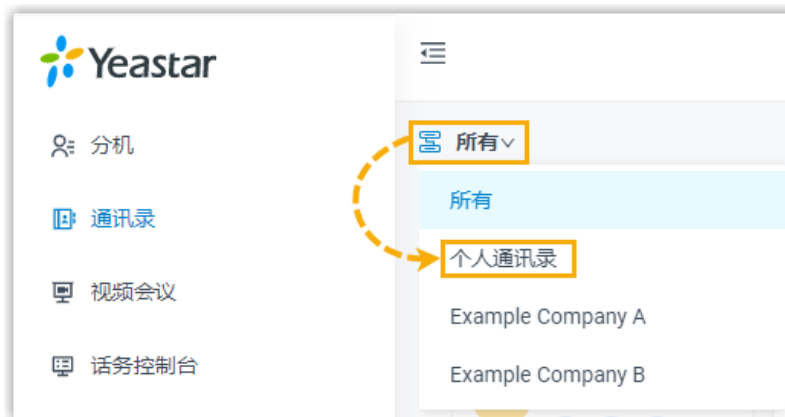 Yeastar
分机
通讯录
视频会议
话务控制台
所有
所有
个人通讯录
Example Company A
Example Company B